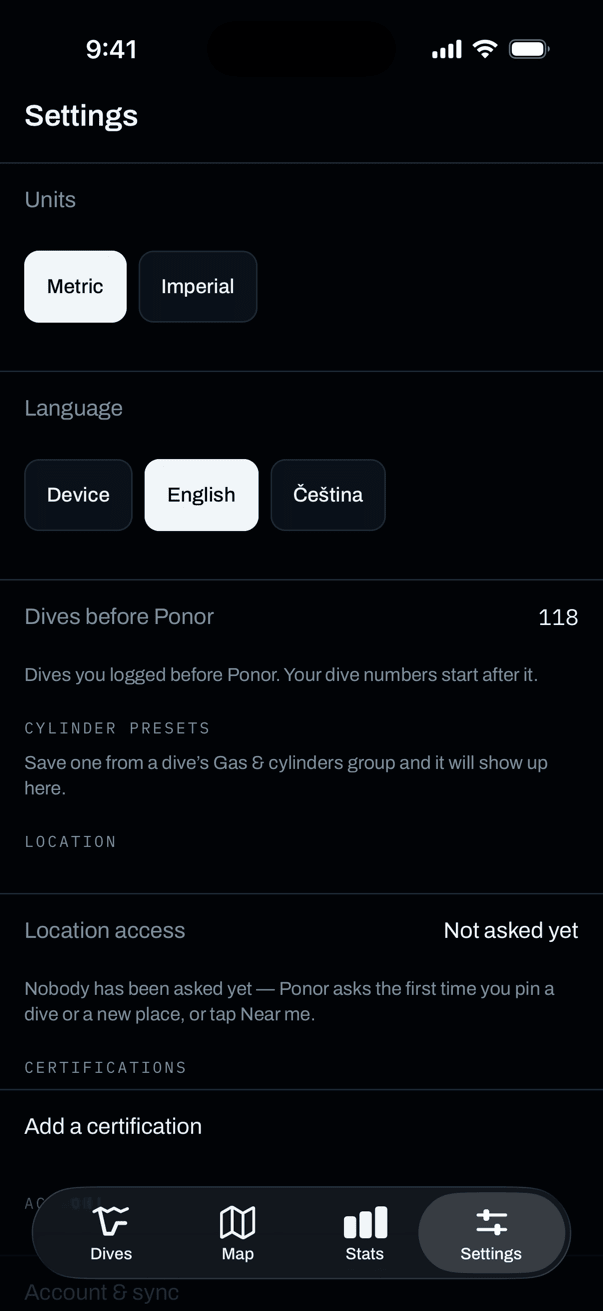 9:41
Settings
Units
Metric Imperial
Language
Device English Čeština
Dives before Ponor 118
Dives you logged before Ponor. Your dive numbers start after it.
CYLINDER PRESETS
Save one from a dive’s Gas & cylinders group and it will show up
here.
LOCATION
Location access Not asked yet
Nobody has been asked yet — Ponor asks the first time you pin a
dive or a new place, or tap Near me.
CERTIFICATIONS
Add a certification
Dives Map Stats Settings
Account & sync